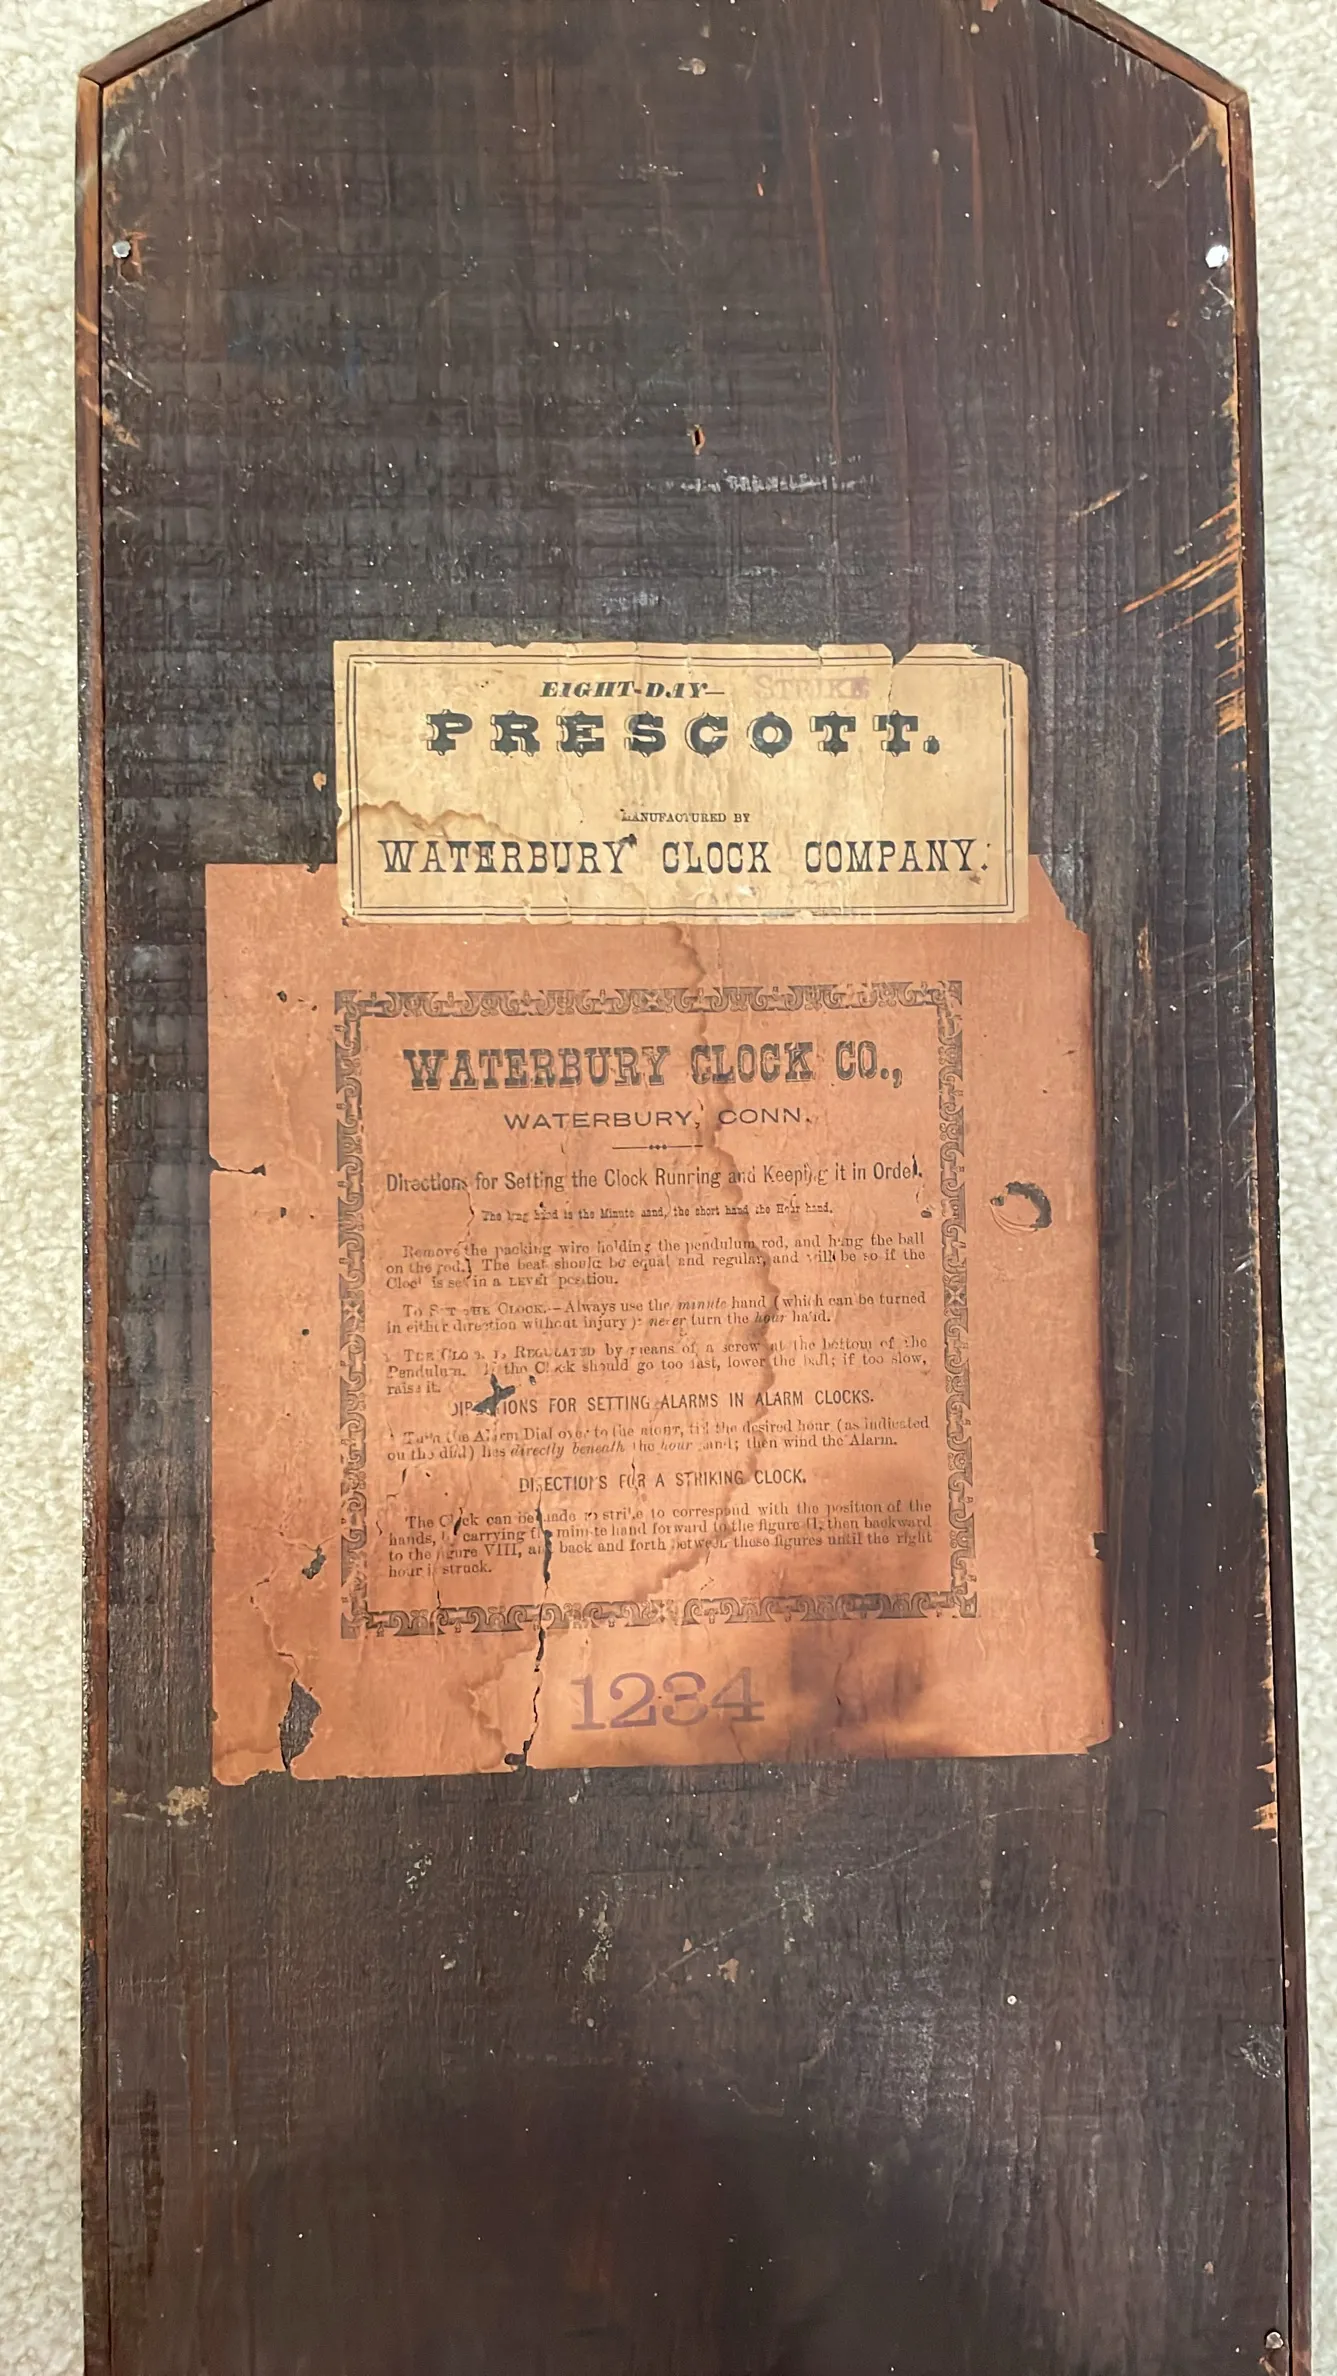 EIGHT-DAY— STRIKE
PRESCOTT.
MANUFACTURED BY
WATERBURY CLOCK COMPANY.
WATERBURY CLOCK CO.,
WATERBURY, CONN.
Directions for Setting the Clock Running and Keeping it in Order.
The long hand is the Minute hand, the short hand the Hour hand.
Remove the packing wire holding the pendulum rod, and hang the ball
on the rod. The beat should be equal and regular, and will be so if the
Clock is set in a LEVEL position.
TO SET THE CLOCK.—Always use the minute hand (which can be turned
in either direction without injury); never turn the hour hand.
THE CLOCK IS REGULATED by means of a screw at the bottom of the
Pendulum. If the Clock should go too fast, lower the ball; if too slow,
raise it.
DIRECTIONS FOR SETTING ALARMS IN ALARM CLOCKS.
Turn the Alarm Dial over to the right, till the desired hour (as indicated
on the dial) lies directly beneath the hour hand; then wind the Alarm.
DIRECTIONS FOR A STRIKING CLOCK.
The Clock can be made to strike to correspond with the position of the
hands, by carrying the minute hand forward to the figure then backward
to the figure VIII, and back and forth between these figures until the right
hour is struck.
1234